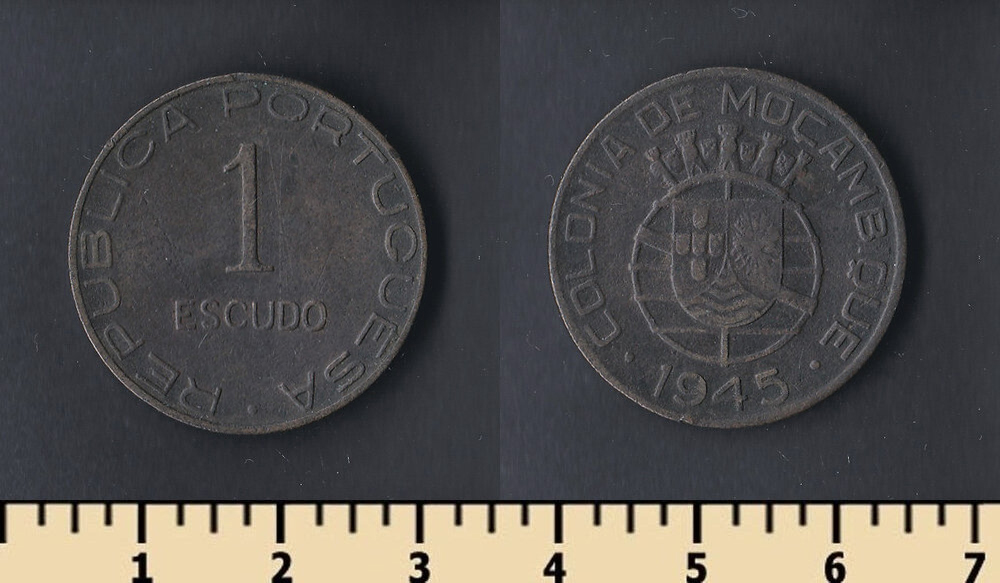 REPUBLICA PORTUGUESA ·
1
ESCUDO
COLONIA DE MOÇAMBIQUE
· 1945 ·
1 2 3 4 5 6 7